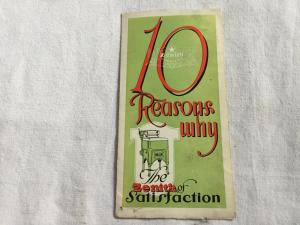 10
Reasons
why
The
Zenith of
Satisfaction